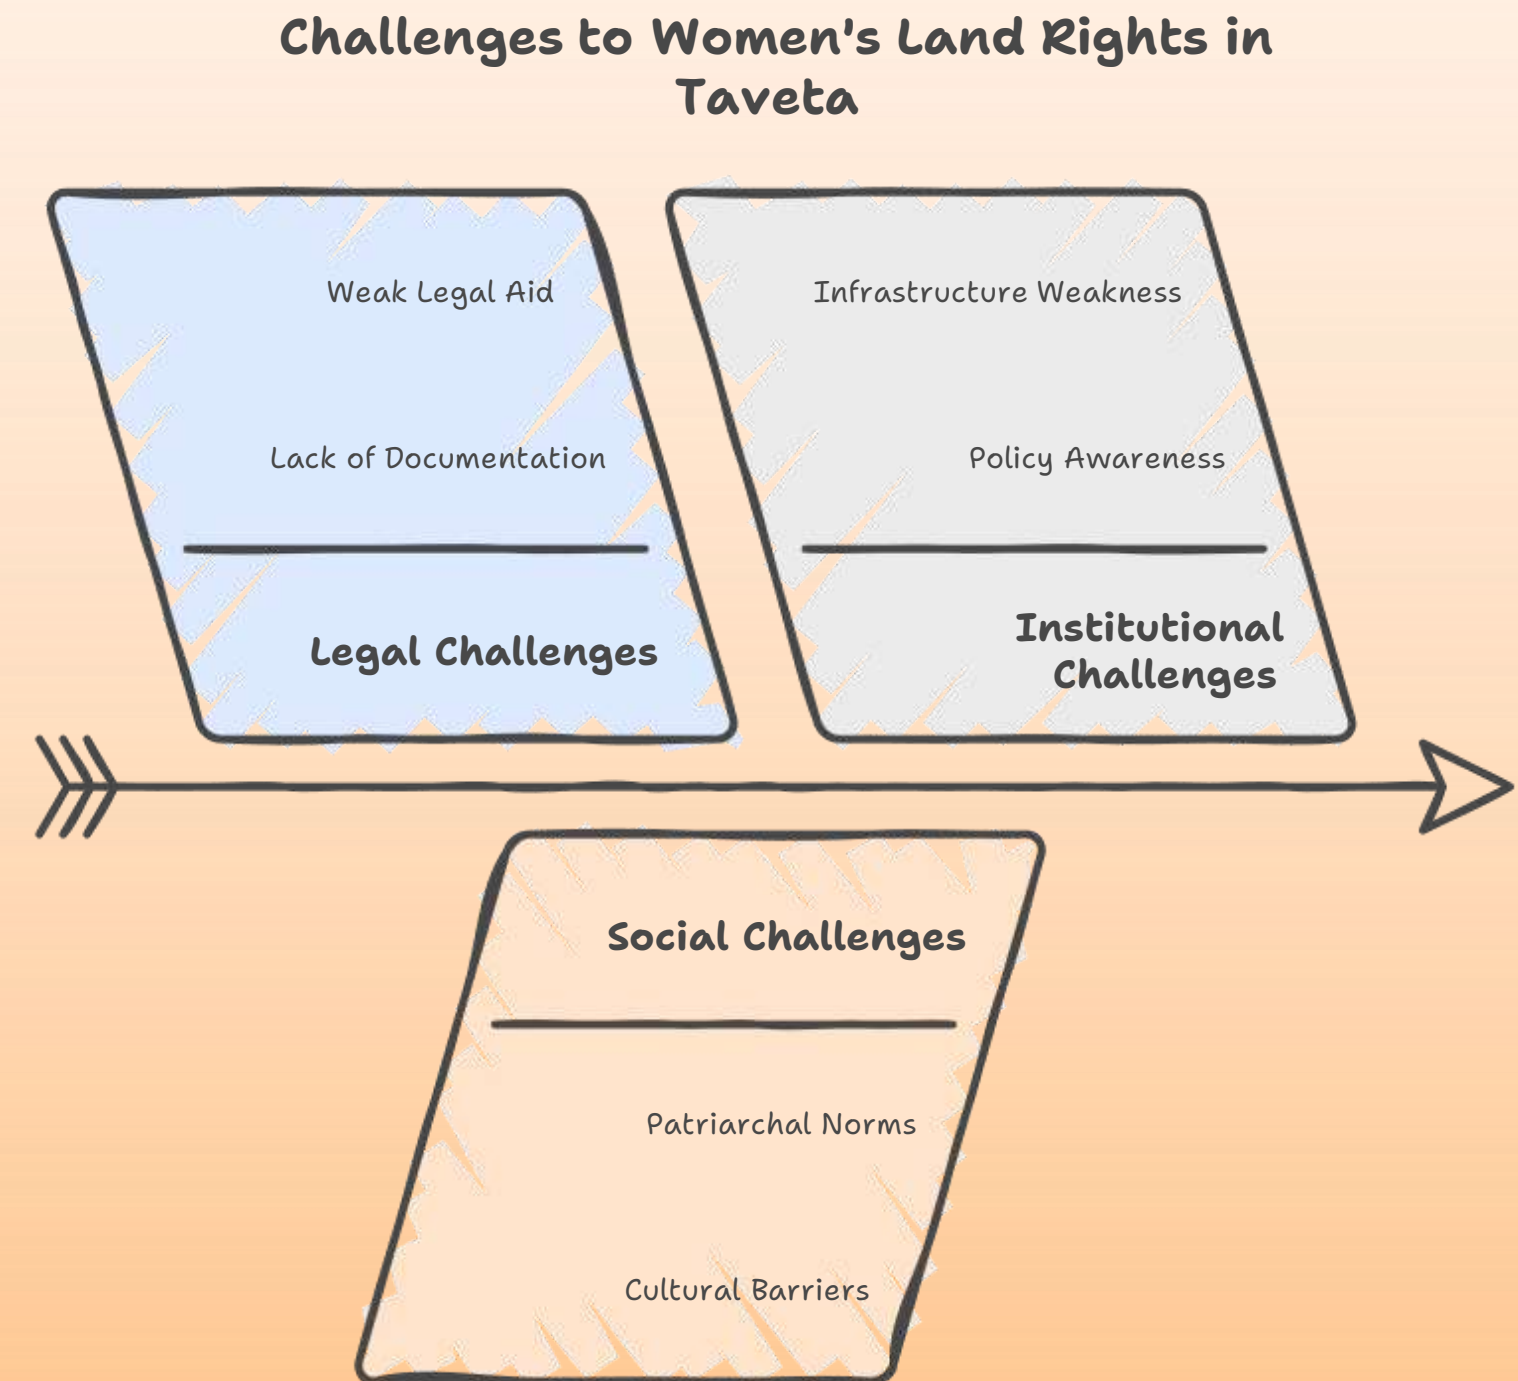 Challenges to Women's Land Rights in
Taveta
Weak Legal Aid
Lack of Documentation
Legal Challenges
Infrastructure Weakness
Policy Awareness
Institutional
Challenges
Social Challenges
Patriarchal Norms
Cultural Barriers